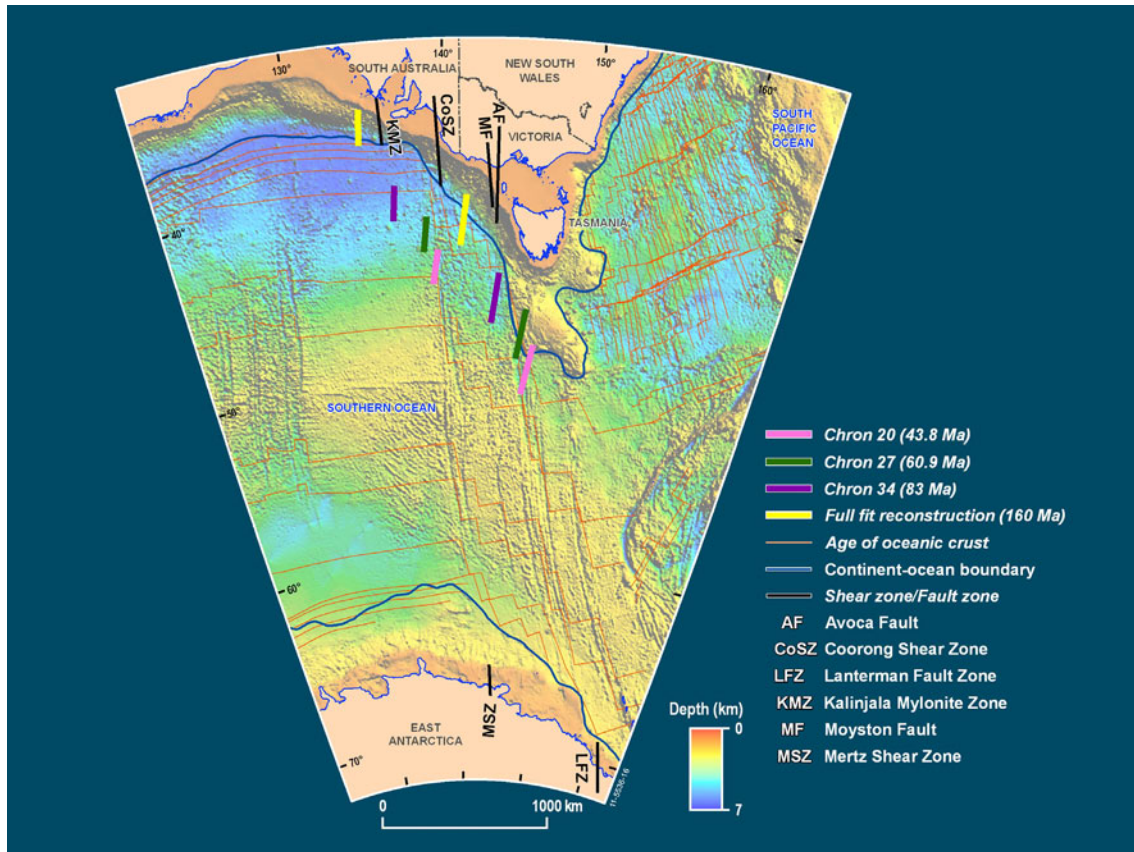 140°
130°
SOUTH AUSTRALIA
NEW SOUTH
WALES
150°
160°
SOUTH
PACIFIC
OCEAN
CoSZ
AF
MF
KMZ
VICTORIA
TASMANIA
40°
SOUTHERN OCEAN
50°
60°
70°
EAST
ANTARCTICA
MSZ
LFZ
11-5536-16
0
1000 km
Chron 20 (43.8 Ma)
Chron 27 (60.9 Ma)
Chron 34 (83 Ma)
Full fit reconstruction (160 Ma)
Age of oceanic crust
Continent-ocean boundary
Shear zone/Fault zone
AF Avoca Fault
CoSZ Coorong Shear Zone
LFZ Lanterman Fault Zone
KMZ Kalinjala Mylonite Zone
MF Moyston Fault
MSZ Mertz Shear Zone
Depth (km)
0
7